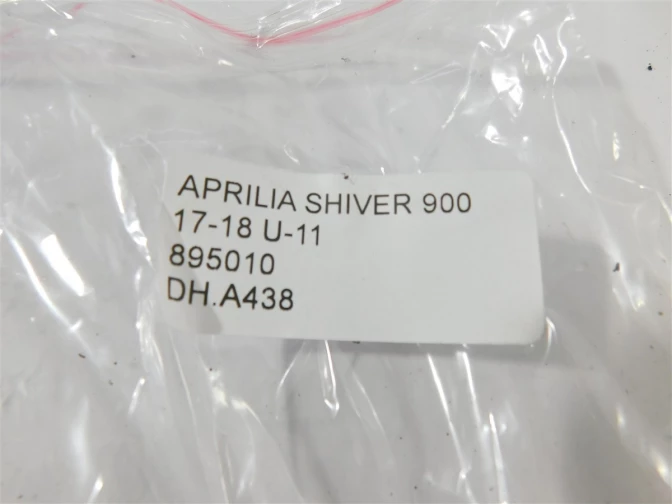 APRILIA SHIVER 900
17-18 U-11
895010
DH.A438